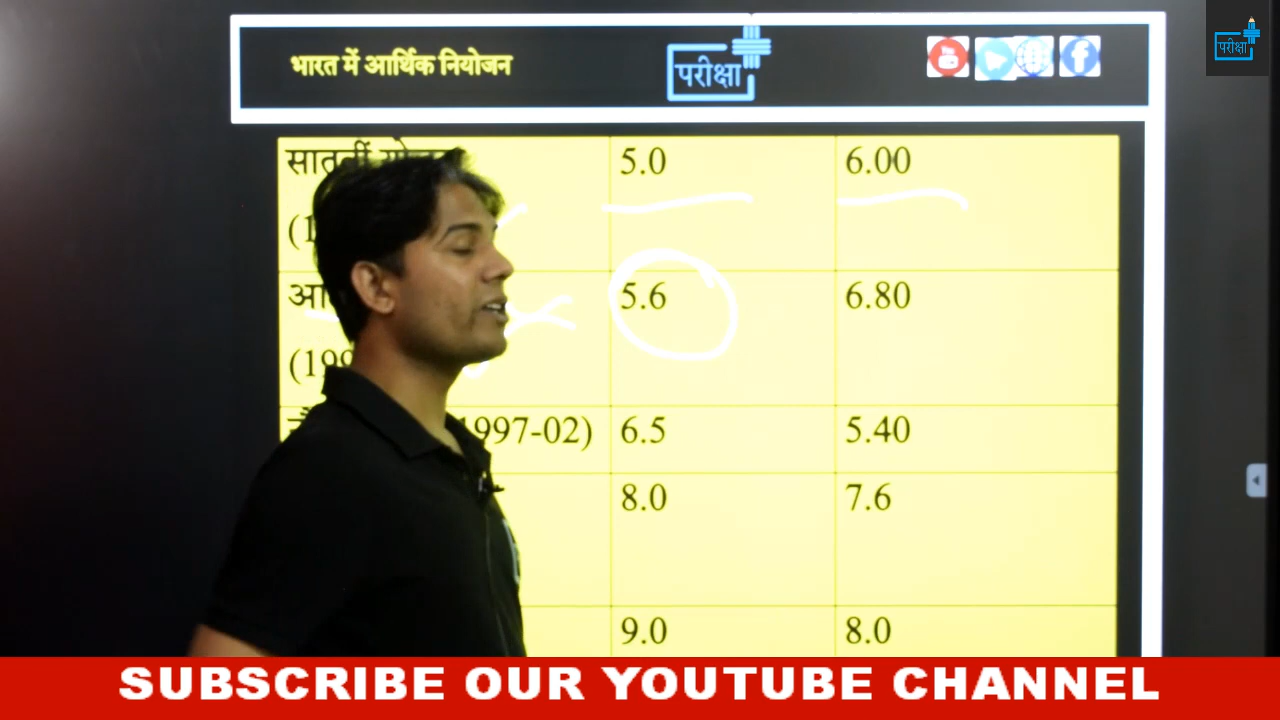 भारत में आर्थिक नियोजन
परीक्षा
परीक्षा
5.0 6.00
5.6 6.80
1997-02) 6.5 5.40
8.0 7.6
9.0 8.0
SUBSCRIBE OUR YOUTUBE CHANNEL